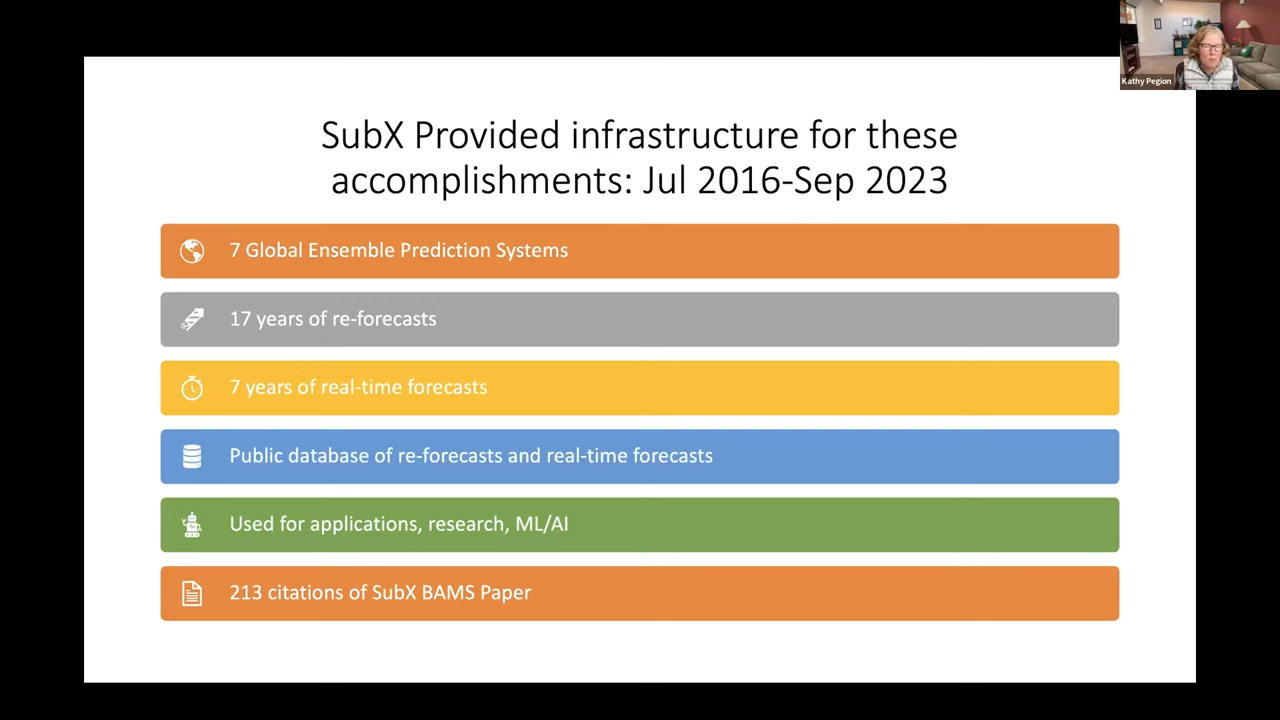 Kathy Pegion
SubX Provided infrastructure for these
accomplishments: Jul 2016-Sep 2023
7 Global Ensemble Prediction Systems
17 years of re-forecasts
7 years of real-time forecasts
Public database of re-forecasts and real-time forecasts
Used for applications, research, ML/AI
213 citations of SubX BAMS Paper